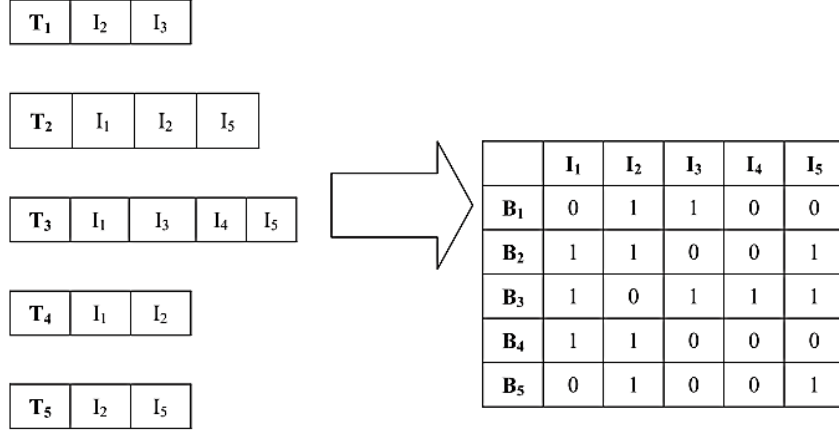 T₁ I₂ I₃
T₂ I₁ I₂ I₅
T₃ I₁ I₃ I₄ I₅
T₄ I₁ I₂
T₅ I₂ I₅
I₁ I₂ I₃ I₄ I₅
B₁ 0 1 1 0 0
B₂ 1 1 0 0 1
B₃ 1 0 1 1 1
B₄ 1 1 0 0 0
B₅ 0 1 0 0 1